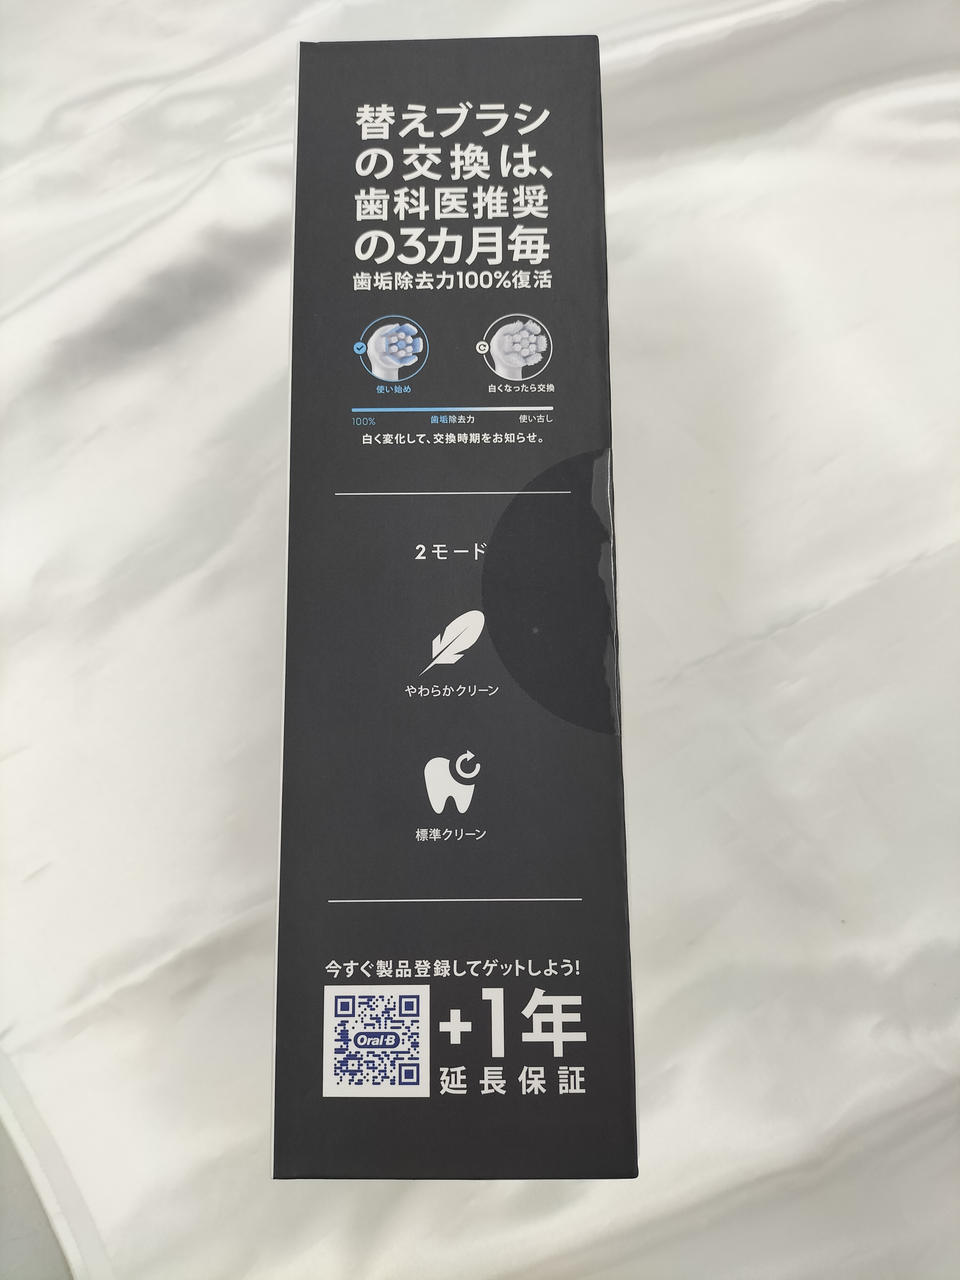 替えブラシ
の交換は、
歯科医推奨
の3カ月毎
歯垢除去力100%復活
使い始め
白くなったら交換
100%
歯垢除去力
使い古し
白く変化して、交換時期をお知らせ。
2モード
やわらかクリーン
標準クリーン
今すぐ製品登録してゲットしよう!
Oral-B
+1年
延長保証